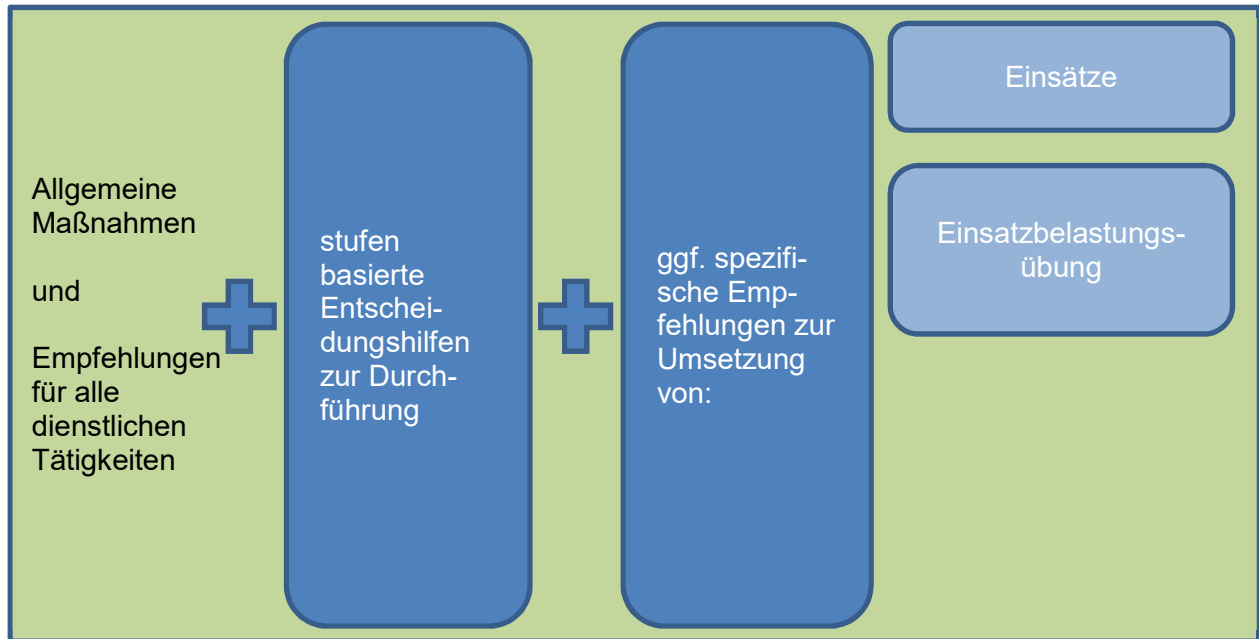 Allgemeine
Maßnahmen
und
Empfehlungen
für alle
dienstlichen
Tätigkeiten
stufen
basierte
Entschei-
dungshilfen
zur Durch-
führung
ggf. spezifi-
sche Emp-
fehlungen zur
Umsetzung
von:
Einsätze
Einsatzbelastungs-
übung